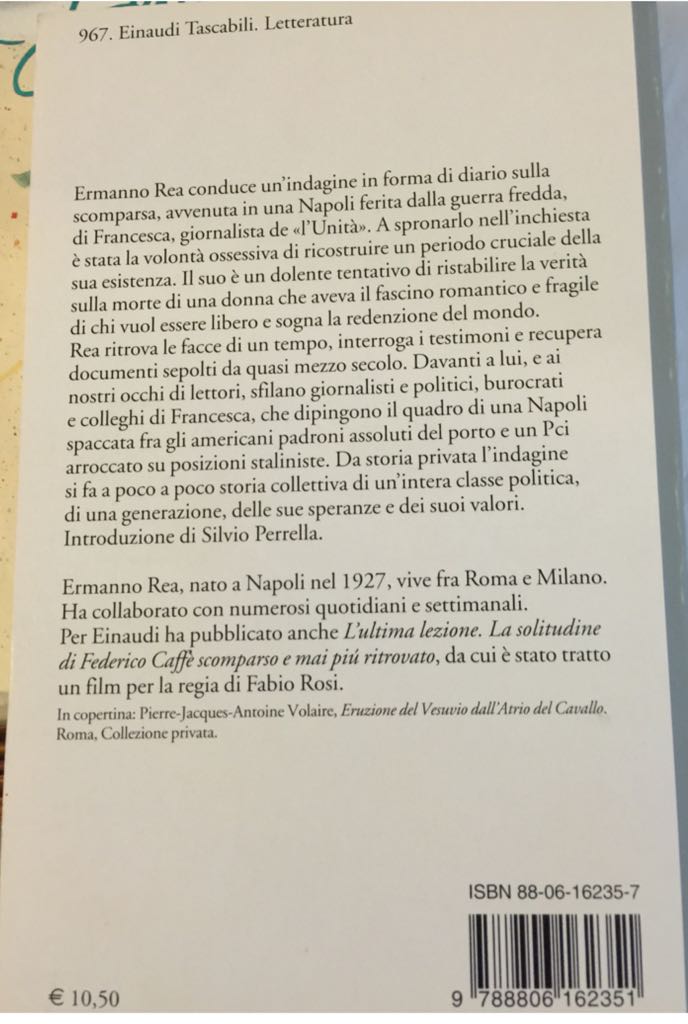 967. Einaudi Tascabili. Letteratura
Ermanno Rea conduce un'indagine in forma di diario sulla
scomparsa, avvenuta in una Napoli ferita dalla guerra fredda,
di Francesca, giornalista de «l'Unità». A spronarlo nell'inchiesta
è stata la volontà ossessiva di ricostruire un periodo cruciale della
sua esistenza. Il suo è un dolente tentativo di ristabilire la verità
sulla morte di una donna che aveva il fascino romantico e fragile
di chi vuol essere libero e sogna la redenzione del mondo.
Rea ritrova le facce di un tempo, interroga i testimoni e recupera
documenti sepolti da quasi mezzo secolo. Davanti a lui, e ai
nostri occhi di lettori, sfilano giornalisti e politici, burocrati
e colleghi di Francesca, che dipingono il quadro di una Napoli
spaccata fra gli americani padroni assoluti del porto e un Pci
arroccato su posizioni staliniste. Da storia privata l'indagine
si fa a poco a poco storia collettiva di un'intera classe politica,
di una generazione, delle sue speranze e dei suoi valori.
Introduzione di Silvio Perrella.
Ermanno Rea, nato a Napoli nel 1927, vive fra Roma e Milano.
Ha collaborato con numerosi quotidiani e settimanali.
Per Einaudi ha pubblicato anche L'ultima lezione. La solitudine
di Federico Caffè scomparso e mai piú ritrovato, da cui è stato tratto
un film per la regia di Fabio Rosi.
In copertina: Pierre-Jacques-Antoine Volaire, Eruzione del Vesuvio dall'Atrio del Cavallo.
Roma, Collezione privata.
ISBN 88-06-16235-7
€ 10,50
9 788806 162351